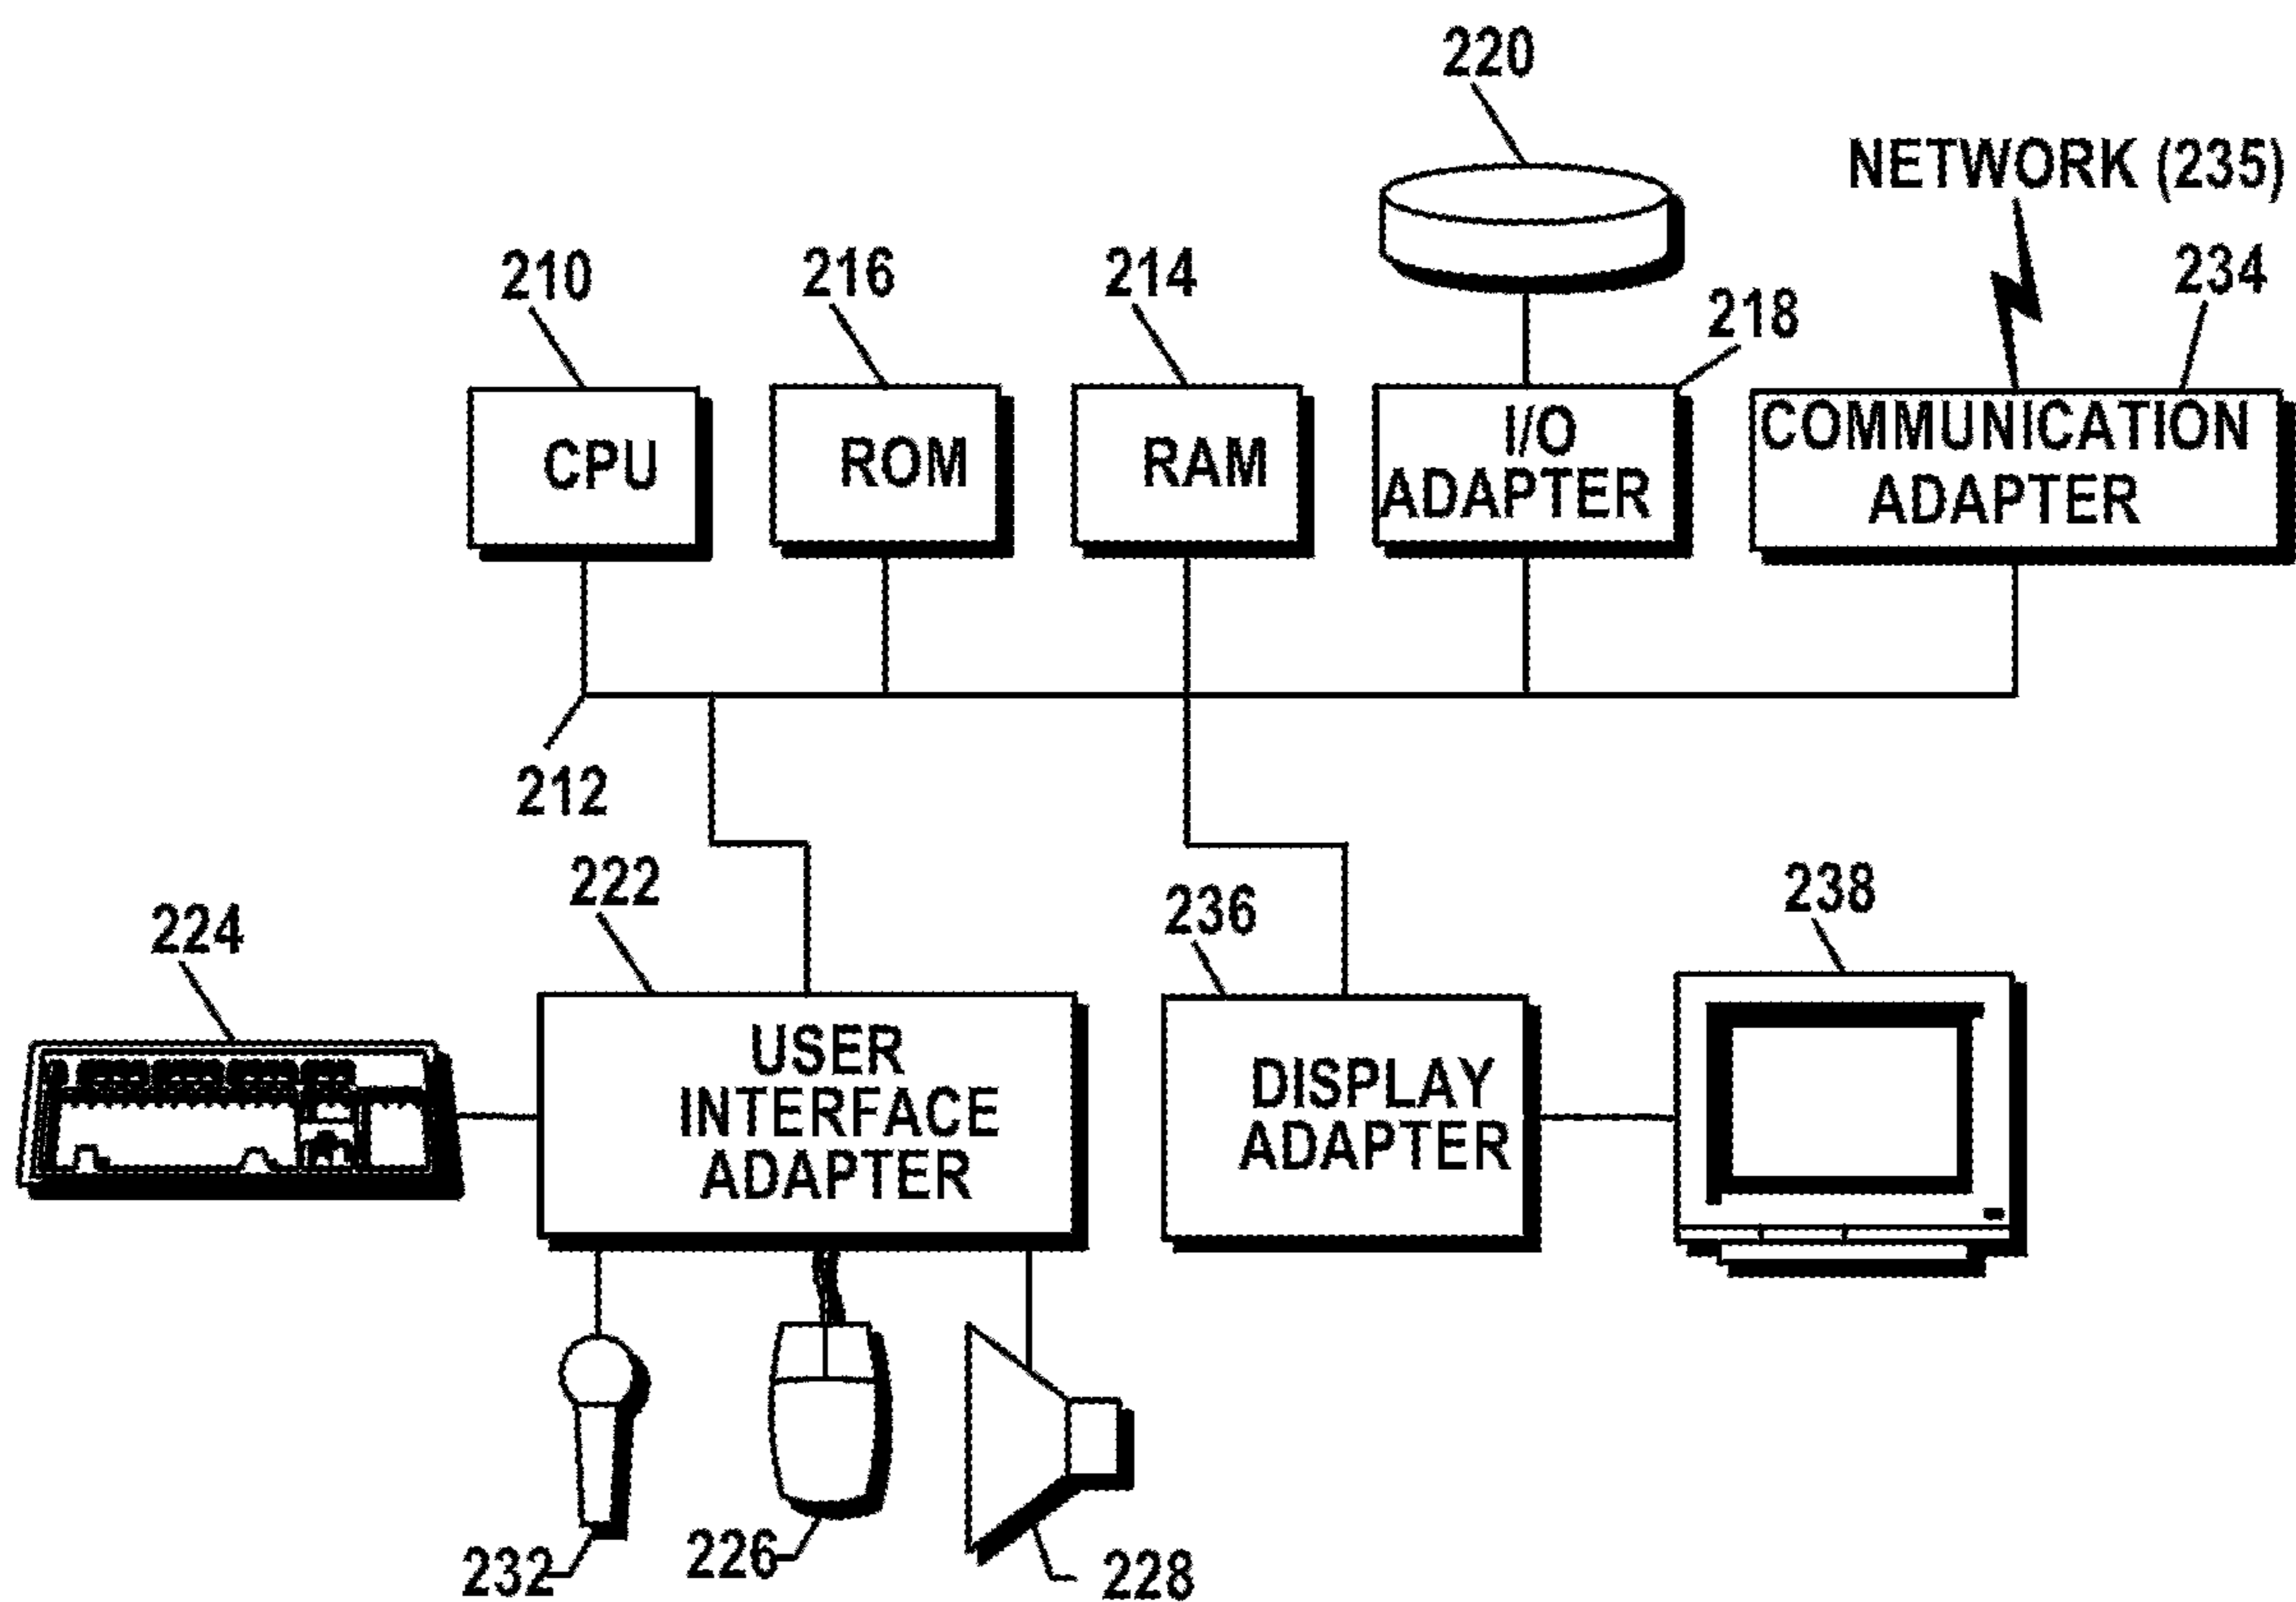 220
NETWORK (235)
210
216
214
218
234
CPU
ROM
RAM
I/O
ADAPTER
COMMUNICATION
ADAPTER
212
222
236
238
224
USER
INTERFACE
ADAPTER
DISPLAY
ADAPTER
232
226
228